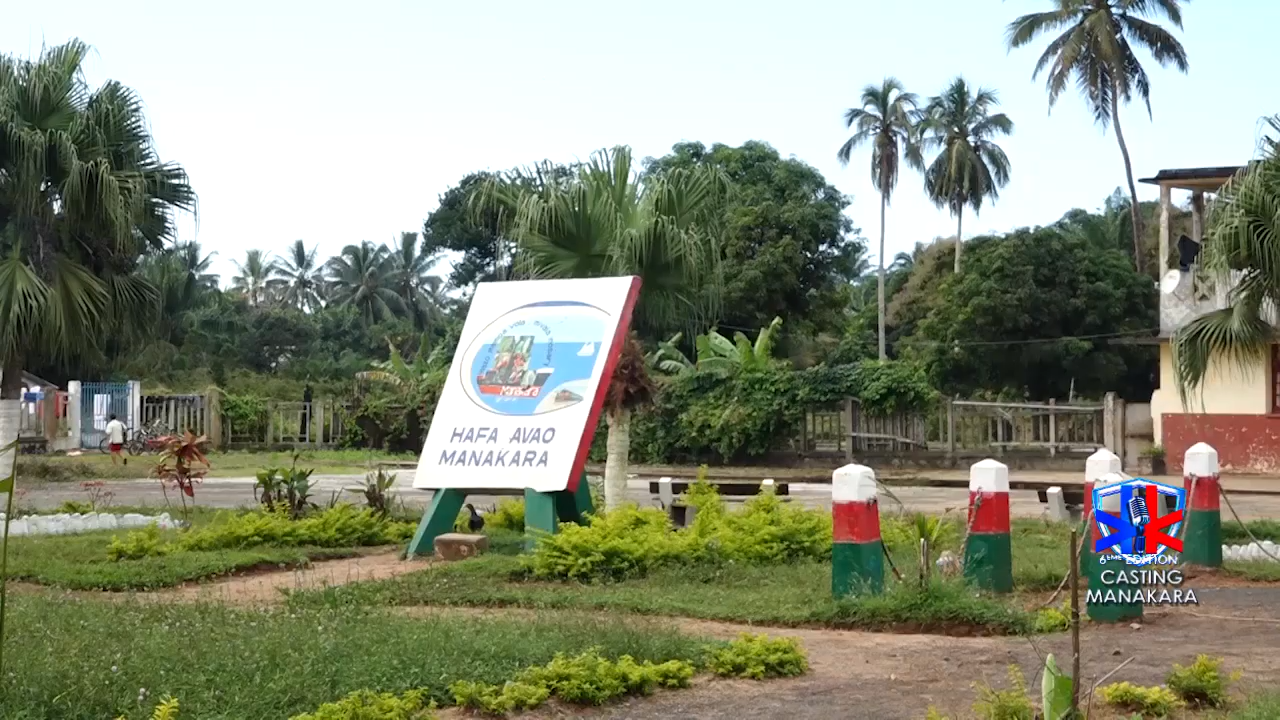 HAFA AVAO
MANAKARA
6ÈME EDITION
CASTING
MANAKARA